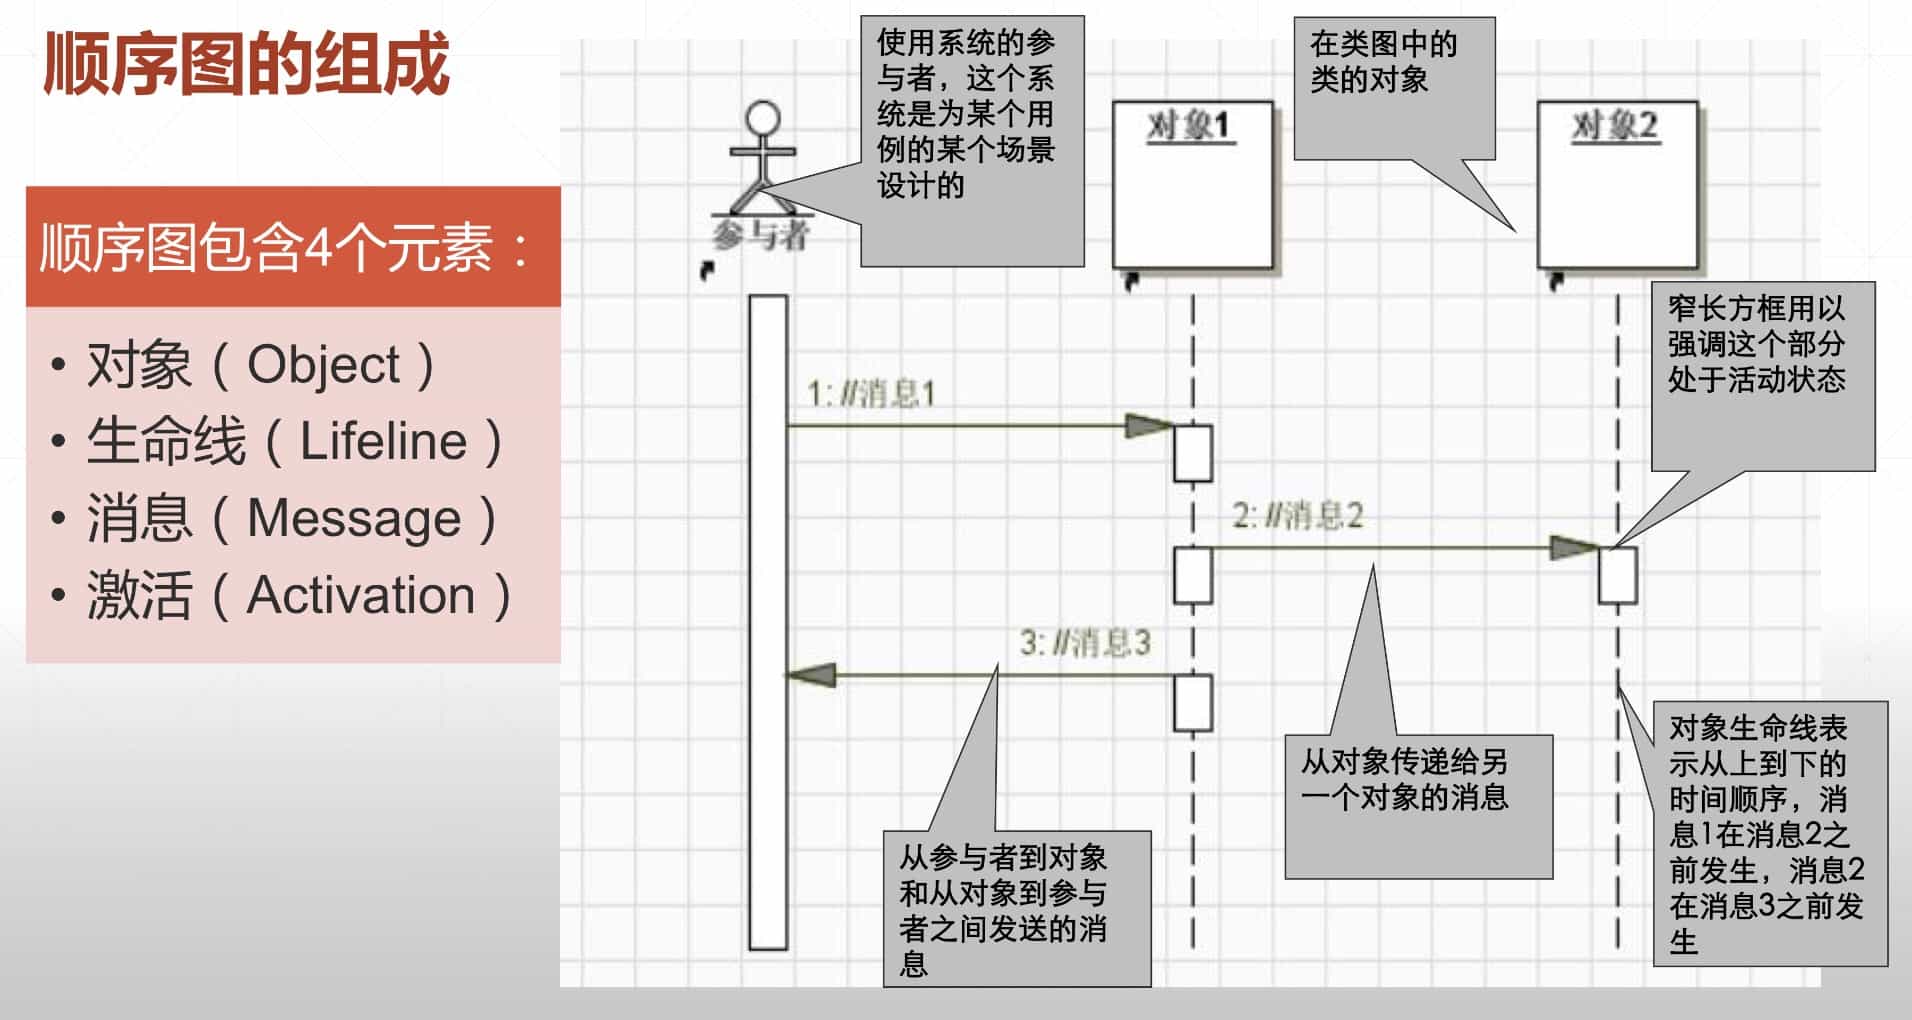 顺序图的组成
顺序图包含4个元素：
• 对象（Object）
• 生命线（Lifeline）
• 消息（Message）
• 激活（Activation）
使用系统的参
与者，这个系
统是为某个用
例的某个场景
设计的
在类图中的
类的对象
参与者
对象1
对象2
窄长方框用以
强调这个部分
处于活动状态
1: //消息1
2: //消息2
3: //消息3
从对象传递给另
一个对象的消息
从参与者到对象
和从对象到参与
者之间发送的消
息
对象生命线表
示从上到下的
时间顺序，消
息1在消息2之
前发生，消息2
在消息3之前发
生